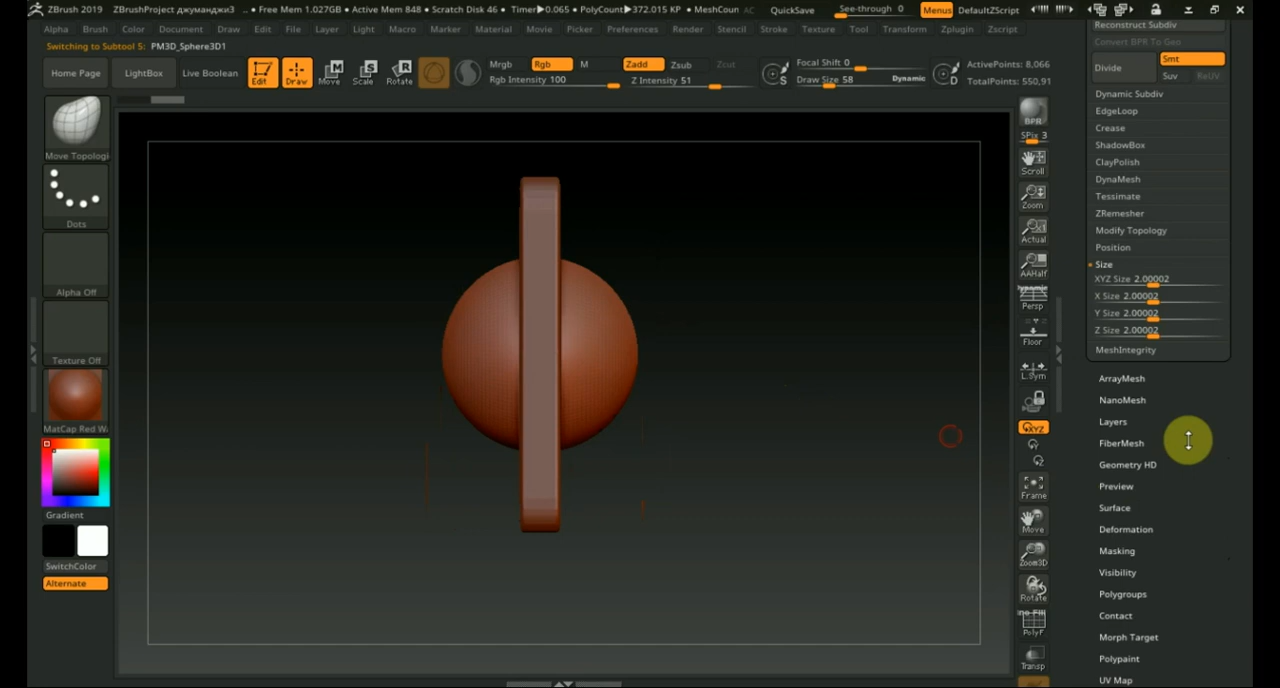 ZBrush 2019 ZBrushProject джуманджи3 .. • Free Mem 1.027GB • Active Mem 848 • Scratch Disk 46 • Timer▶0.065 • PolyCount▶372.015 KP • MeshCoun AC QuickSave See-through 0 Menus DefaultZScript
Alpha Brush Color Document Draw Edit File Layer Light Macro Marker Material Movie Picker Preferences Render Stencil Stroke Texture Tool Transform Zplugin Zscript
Switching to Subtool 5: PM3D_Sphere3D1
Home Page LightBox Live Boolean Edit Draw Move Scale Rotate
Mrgb Rgb M Zadd Zsub Zcut
Rgb Intensity 100 Z Intensity 51
S Focal Shift 0 D ActivePoints: 8,066
Draw Size 58 Dynamic TotalPoints: 550,91
Move Topologi
Dots
Alpha Off
Texture Off
MatCap Red W
Gradient
SwitchColor
Alternate
BPR
SPix 3
Scroll
Zoom
Actual
AAHalf
Dynamic
Persp
Floor
L.Sym
XYZ
Frame
Move
Zoom3D
Rotate
PolyF
Transp
Reconstruct Subdiv
Convert BPR To Geo
Divide Smt
Suv ReUV
Dynamic Subdiv
EdgeLoop
Crease
ShadowBox
ClayPolish
DynaMesh
Tessimate
ZRemesher
Modify Topology
Position
Size
XYZ Size 2.00002
X Size 2.00002
Y Size 2.00002
Z Size 2.00002
MeshIntegrity
ArrayMesh
NanoMesh
Layers
FiberMesh
Geometry HD
Preview
Surface
Deformation
Masking
Visibility
Polygroups
Contact
Morph Target
Polypaint
UV Map